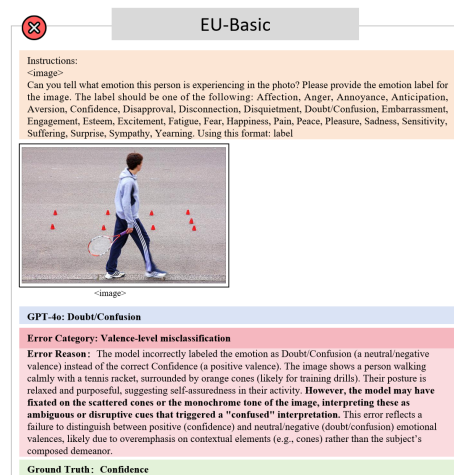 EU-Basic
Instructions:
<image>
Can you tell what emotion this person is experiencing in the photo? Please provide the emotion label for
the image. The label should be one of the following: Affection, Anger, Annoyance, Anticipation,
Aversion, Confidence, Disapproval, Disconnection, Disquietment, Doubt/Confusion, Embarrassment,
Engagement, Esteem, Excitement, Fatigue, Fear, Happiness, Pain, Peace, Pleasure, Sadness, Sensitivity,
Suffering, Surprise, Sympathy, Yearning. Using this format: label
<image>
GPT-4o: Doubt/Confusion
Error Category: Valence-level misclassification
Error Reason: The model incorrectly labeled the emotion as Doubt/Confusion (a neutral/negative
valence) instead of the correct Confidence (a positive valence). The image shows a person walking
calmly with a tennis racket, surrounded by orange cones (likely for training drills). Their posture is
relaxed and purposeful, suggesting self-assuredness in their activity. However, the model may have
fixated on the scattered cones or the monochrome tone of the image, interpreting these as
ambiguous or disruptive cues that triggered a "confused" interpretation. This error reflects a
failure to distinguish between positive (confidence) and neutral/negative (doubt/confusion) emotional
valences, likely due to overemphasis on contextual elements (e.g., cones) rather than the subject's
composed demeanor.
Ground Truth: Confidence